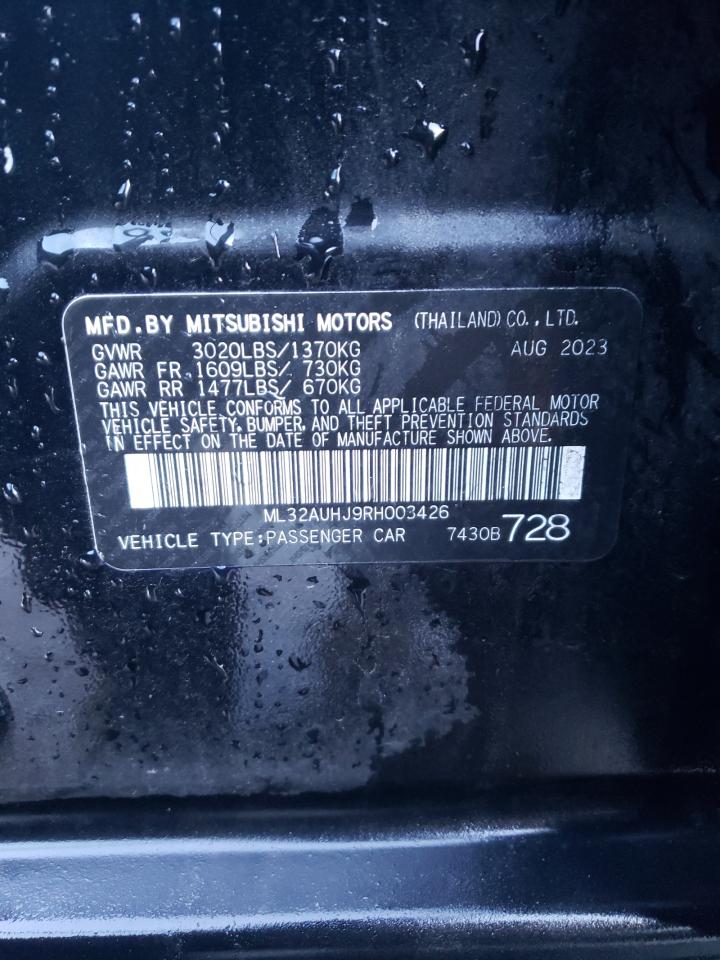 MFD.BY MITSUBISHI MOTORS (THAILAND) CO., LTD.
GVWR 3020LBS/1370KG AUG 2023
GAWR FR 1609LBS/ 730KG
GAWR RR 1477LBS/ 670KG
THIS VEHICLE CONFORMS TO ALL APPLICABLE FEDERAL MOTOR
VEHICLE SAFETY, BUMPER, AND THEFT PREVENTION STANDARDS
IN EFFECT ON THE DATE OF MANUFACTURE SHOWN ABOVE.
ML32AUHJ9RH003426
VEHICLE TYPE:PASSENGER CAR 7430B 728